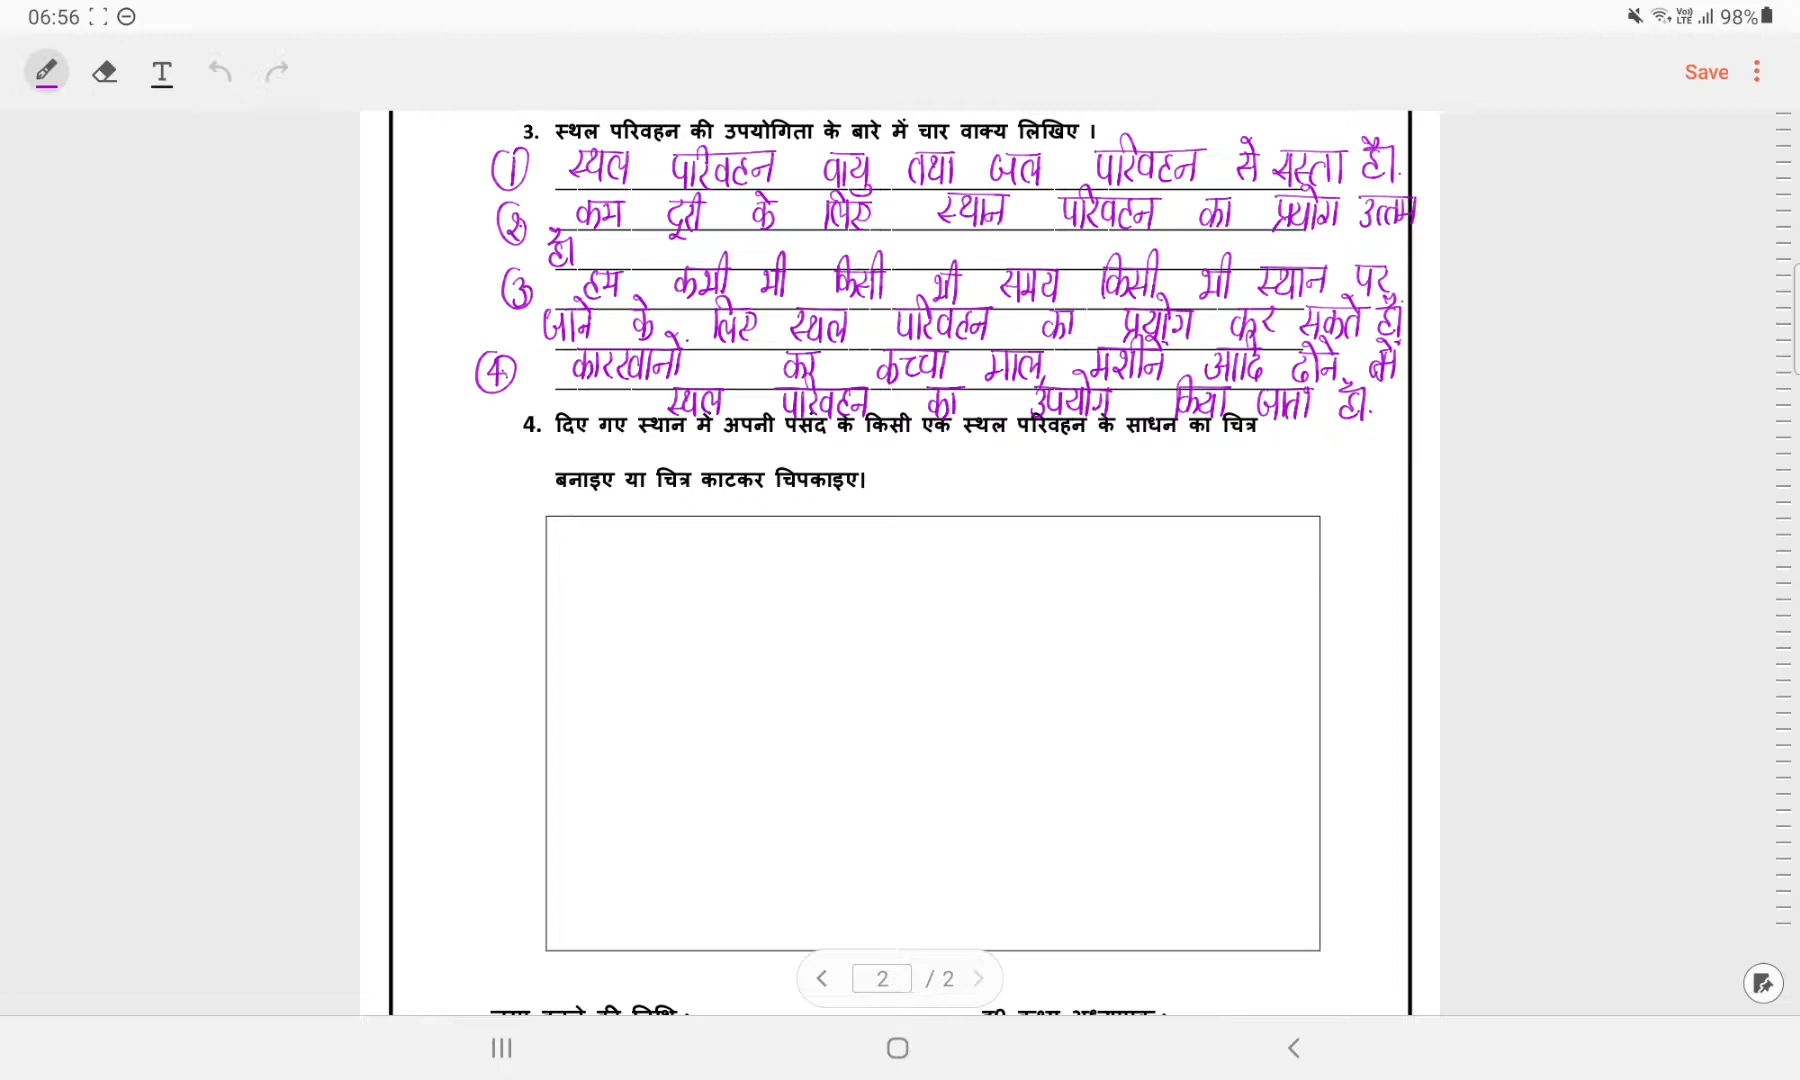 06:56
LTE 98%
T
Save
3. स्थल परिवहन की उपयोगिता के बारे में चार वाक्य लिखिए ।
① स्थल परिवहन वायु तथा जल परिवहन से सस्ता है।
② कम दूरी के लिए स्थान परिवहन का प्रयोग उत्तम
है।
③ हम कभी भी किसी भी समय किसी भी स्थान पर
जाने के लिए स्थल परिवहन का प्रयोग कर सकते है।
④ कारखानों कर कच्चा माल, मशीने आदि ढोने में
स्थल परिवहन का उपयोग किया जाता है।
4. दिए गए स्थान में अपनी पसंद के किसी एक स्थल परिवहन के साधन का चित्र
बनाइए या चित्र काटकर चिपकाइए।
2 / 2